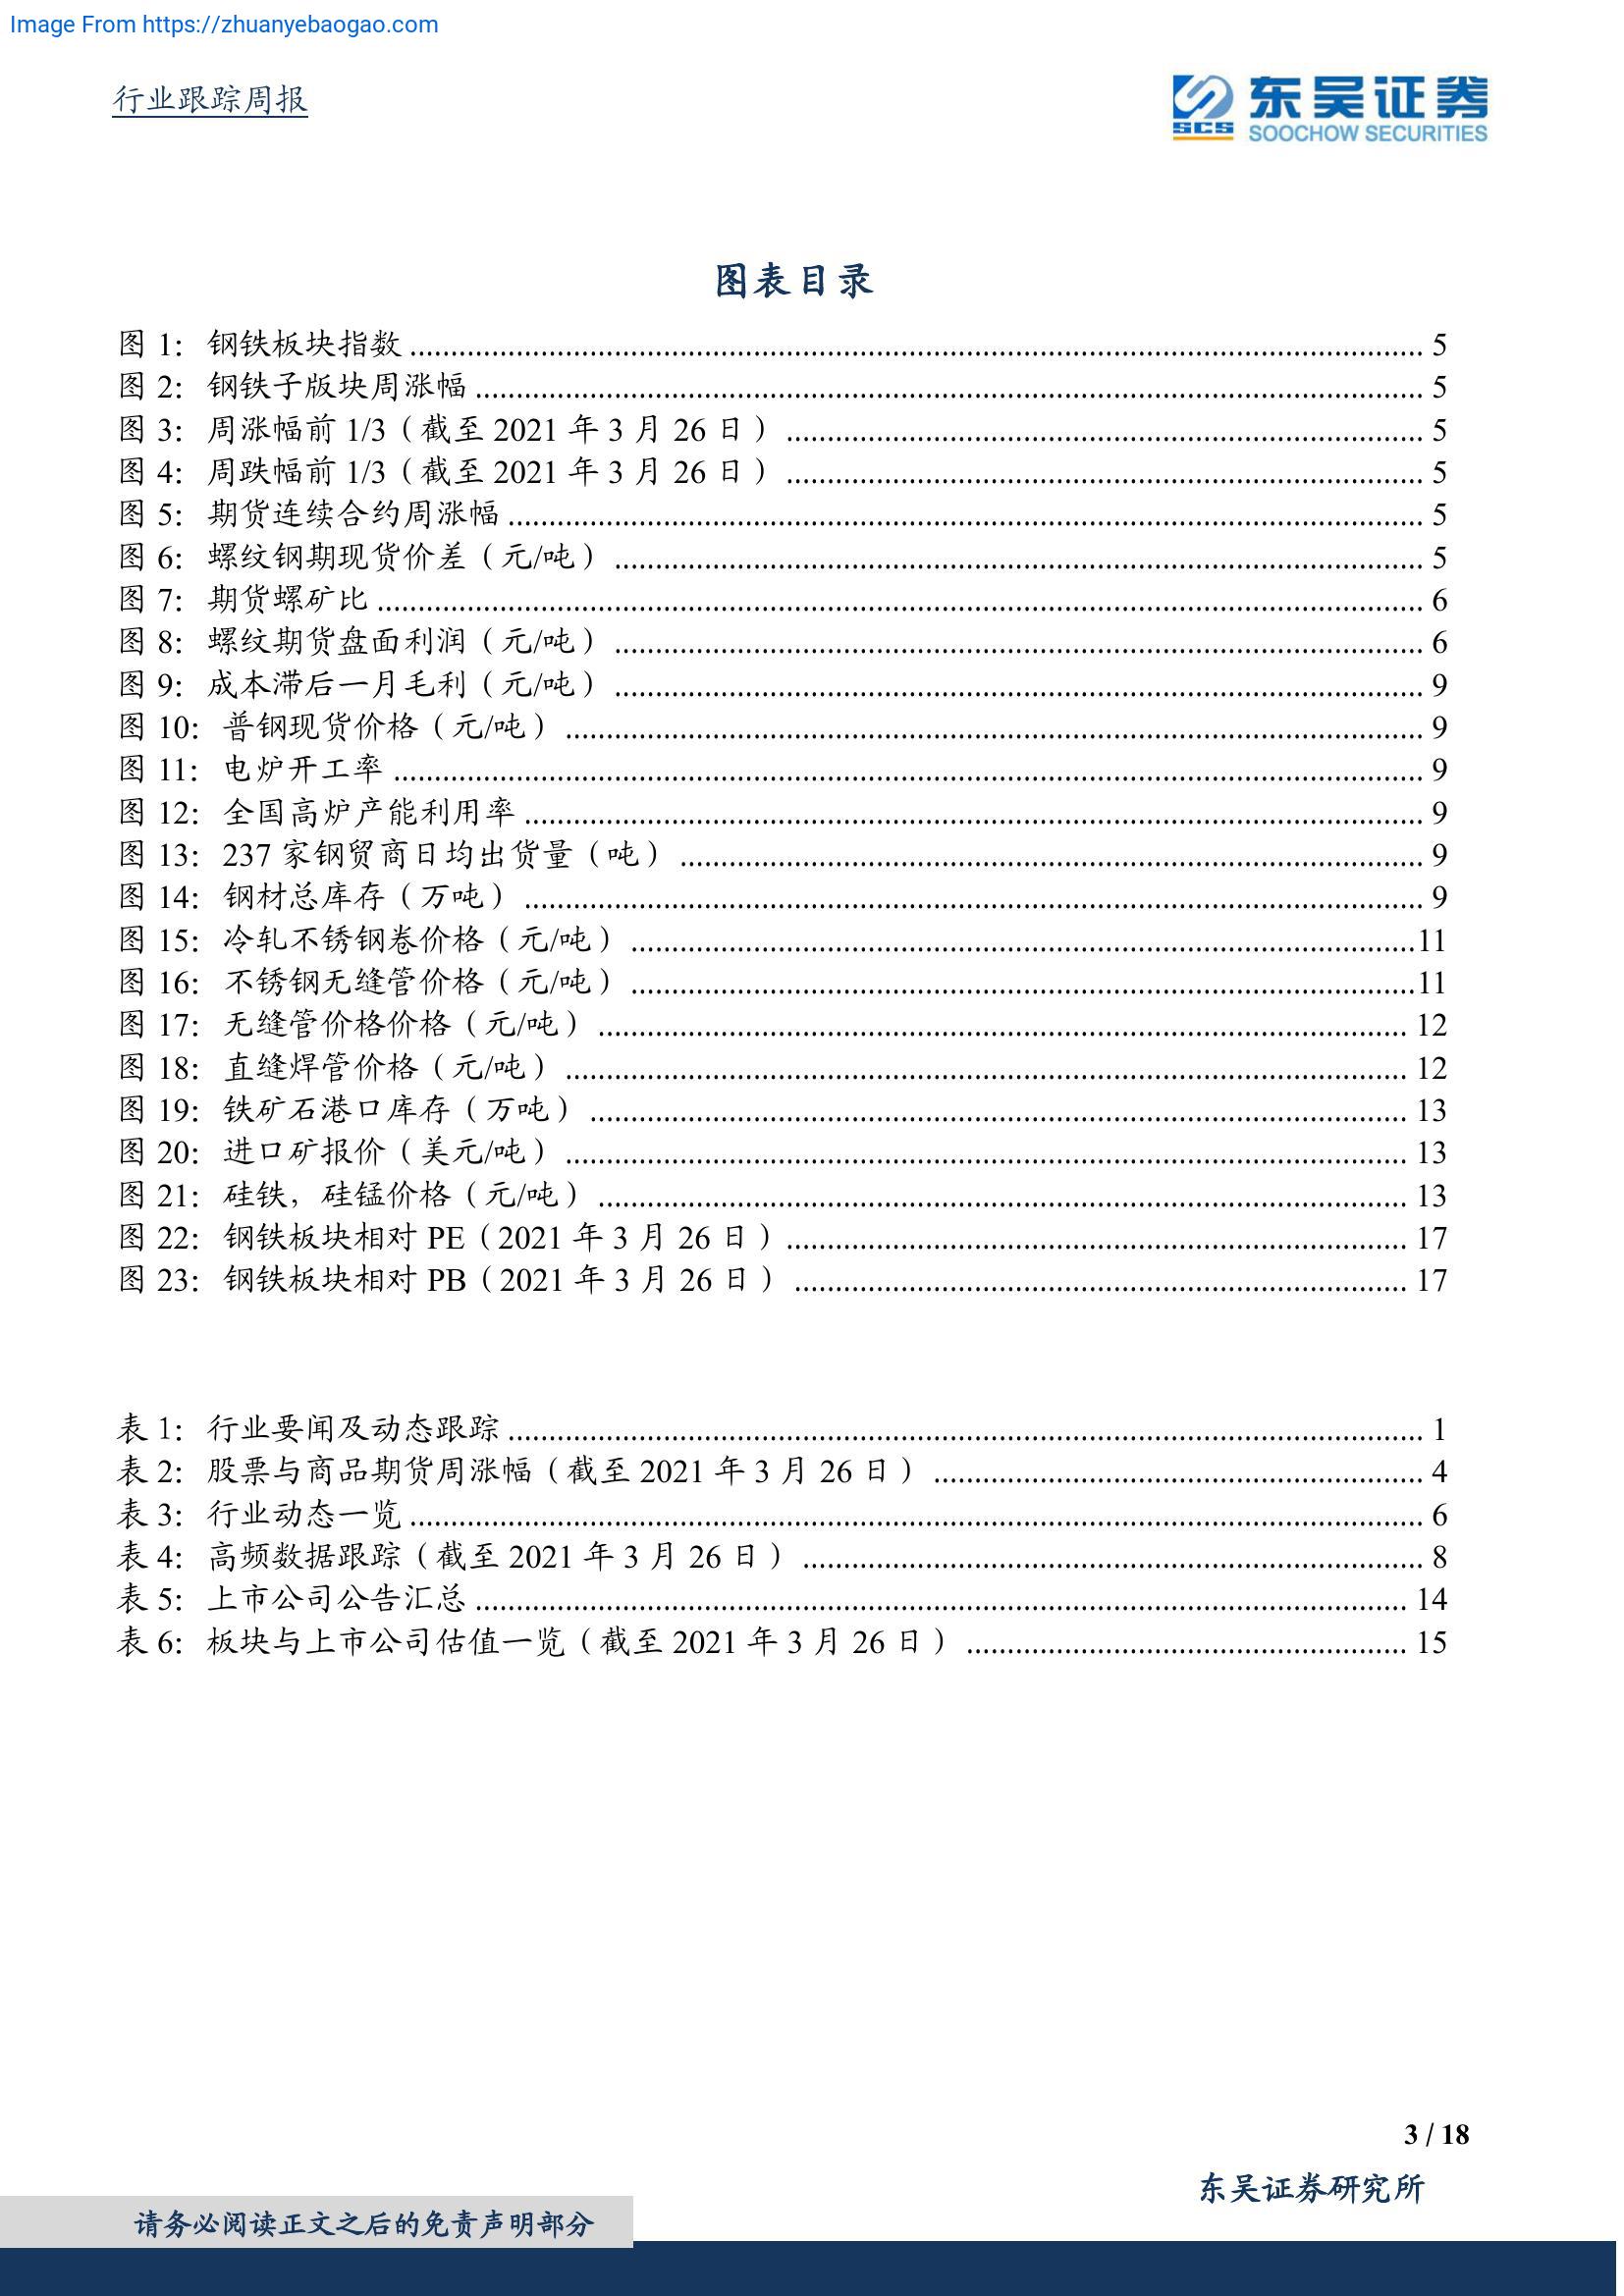 Image From https://zhuanyebaogao.com
行业跟踪周报
SCS
东吴证券
SOOCHOW SECURITIES
图表目录
图 1： 钢铁板块指数 ........................................ 5
图 2： 钢铁子版块周涨幅 ........................................ 5
图 3： 周涨幅前 1/3（截至 2021 年 3 月 26 日） ........................................ 5
图 4： 周跌幅前 1/3（截至 2021 年 3 月 26 日） ........................................ 5
图 5： 期货连续合约周涨幅 ........................................ 5
图 6： 螺纹钢期现货价差（元/吨） ........................................ 5
图 7： 期货螺矿比 ........................................ 6
图 8： 螺纹期货盘面利润（元/吨） ........................................ 6
图 9： 成本滞后一月毛利（元/吨） ........................................ 9
图 10： 普钢现货价格（元/吨） ........................................ 9
图 11： 电炉开工率 ........................................ 9
图 12： 全国高炉产能利用率 ........................................ 9
图 13： 237 家钢贸商日均出货量（吨） ........................................ 9
图 14： 钢材总库存（万吨） ........................................ 9
图 15： 冷轧不锈钢卷价格（元/吨） ........................................ 11
图 16： 不锈钢无缝管价格（元/吨） ........................................ 11
图 17： 无缝管价格价格（元/吨） ........................................ 12
图 18： 直缝焊管价格（元/吨） ........................................ 12
图 19： 铁矿石港口库存（万吨） ........................................ 13
图 20： 进口矿报价（美元/吨） ........................................ 13
图 21： 硅铁，硅锰价格（元/吨） ........................................ 13
图 22： 钢铁板块相对 PE（2021 年 3 月 26 日） ........................................ 17
图 23： 钢铁板块相对 PB（2021 年 3 月 26 日） ........................................ 17
表 1： 行业要闻及动态跟踪 ........................................ 1
表 2： 股票与商品期货周涨幅（截至 2021 年 3 月 26 日） ........................................ 4
表 3： 行业动态一览 ........................................ 6
表 4： 高频数据跟踪（截至 2021 年 3 月 26 日） ........................................ 8
表 5： 上市公司公告汇总 ........................................ 14
表 6： 板块与上市公司估值一览（截至 2021 年 3 月 26 日） ........................................ 15
3 / 18
东吴证券研究所
请务必阅读正文之后的免责声明部分